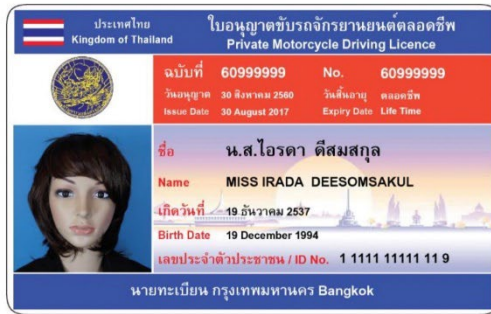 ประเทศไทย
Kingdom of Thailand
ใบอนุญาตขับรถจักรยานยนต์ตลอดชีพ
Private Motorcycle Driving Licence
ฉบับที่ 60999999 No. 60999999
วันอนุญาต 30 สิงหาคม 2560 วันสิ้นอายุ ตลอดชีพ
Issue Date 30 August 2017 Expiry Date Life Time
ชื่อ น.ส.ไอรดา ดีสมสกุล
Name MISS IRADA DEESOMSAKUL
เกิดวันที่ 19 ธันวาคม 2537
Birth Date 19 December 1994
เลขประจำตัวประชาชน / ID No. 1 1111 11111 11 9
นายทะเบียน กรุงเทพมหานคร Bangkok